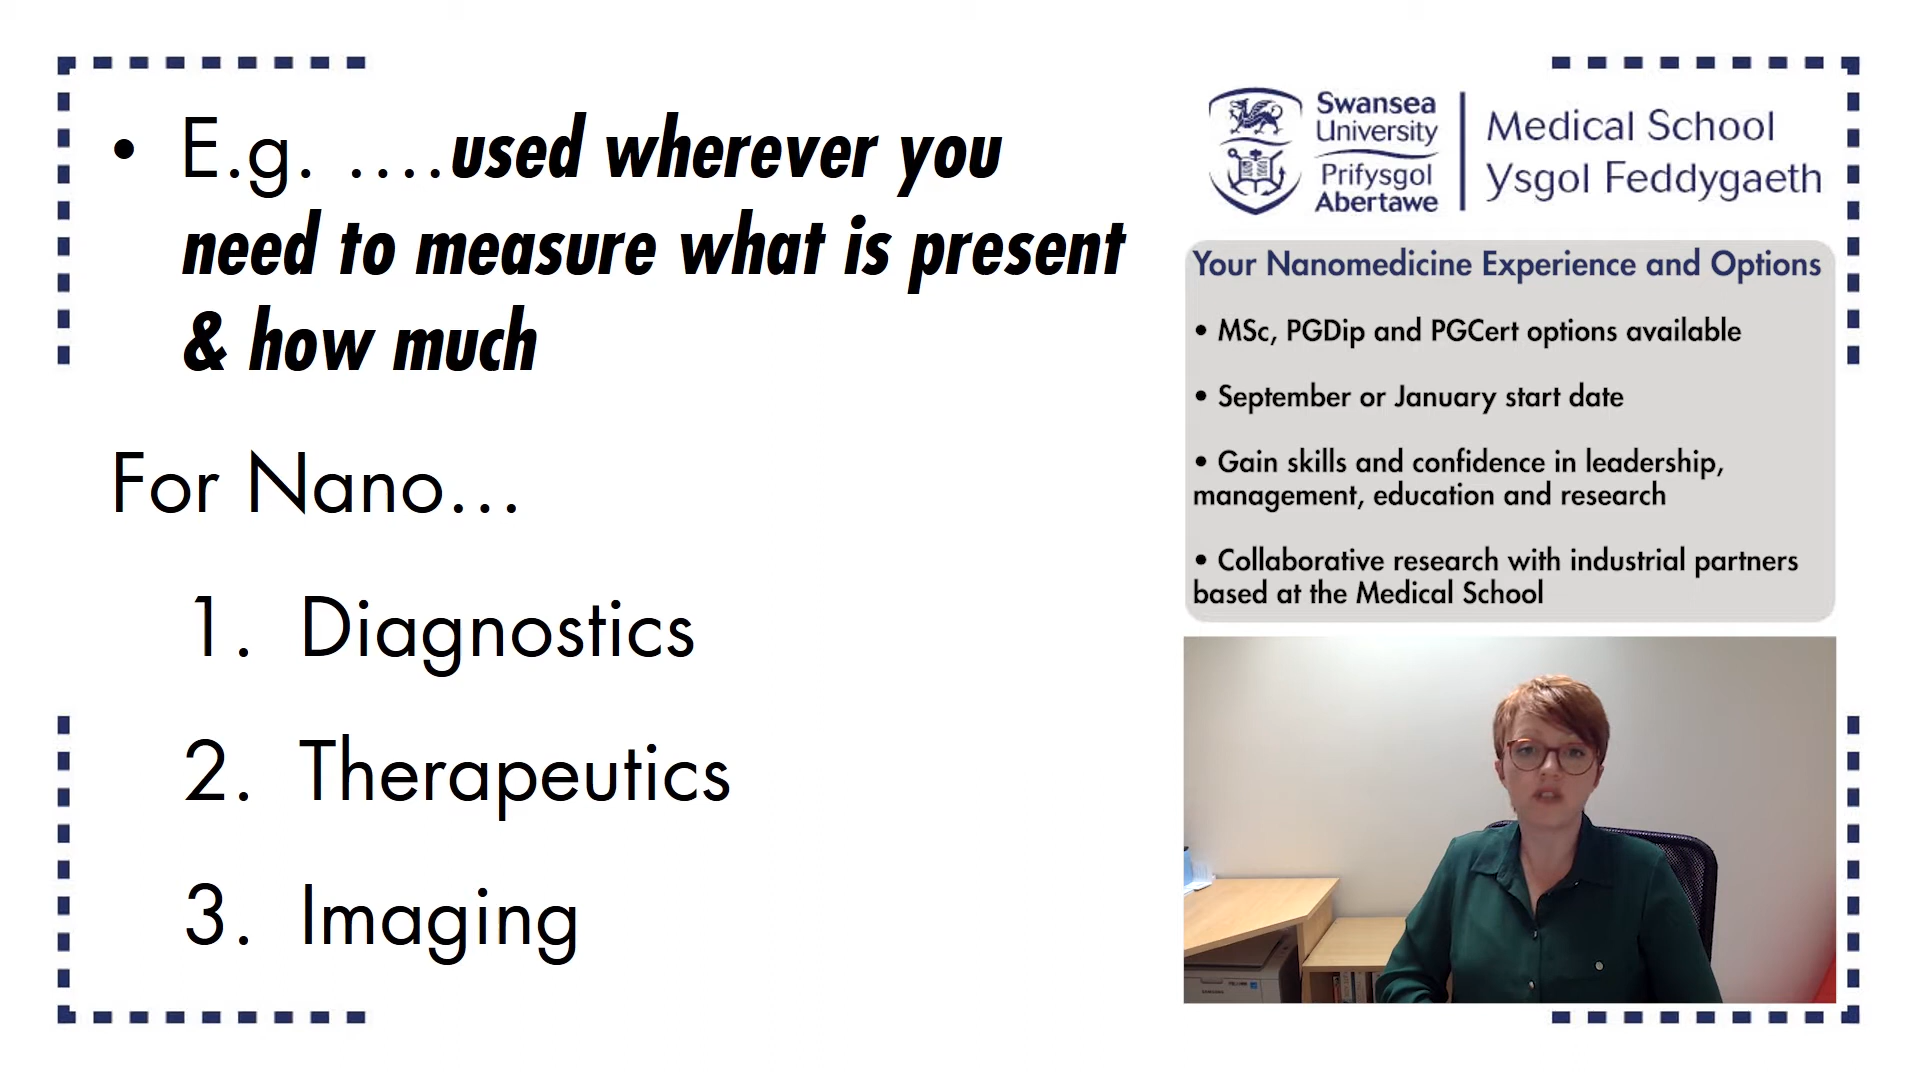 • E.g. ....used wherever you
need to measure what is present
& how much
For Nano...
1. Diagnostics
2. Therapeutics
3. Imaging
Swansea
University
Prifysgol
Abertawe
Medical School
Ysgol Feddygaeth
Your Nanomedicine Experience and Options
• MSc, PGDip and PGCert options available
• September or January start date
• Gain skills and confidence in leadership,
management, education and research
• Collaborative research with industrial partners
based at the Medical School